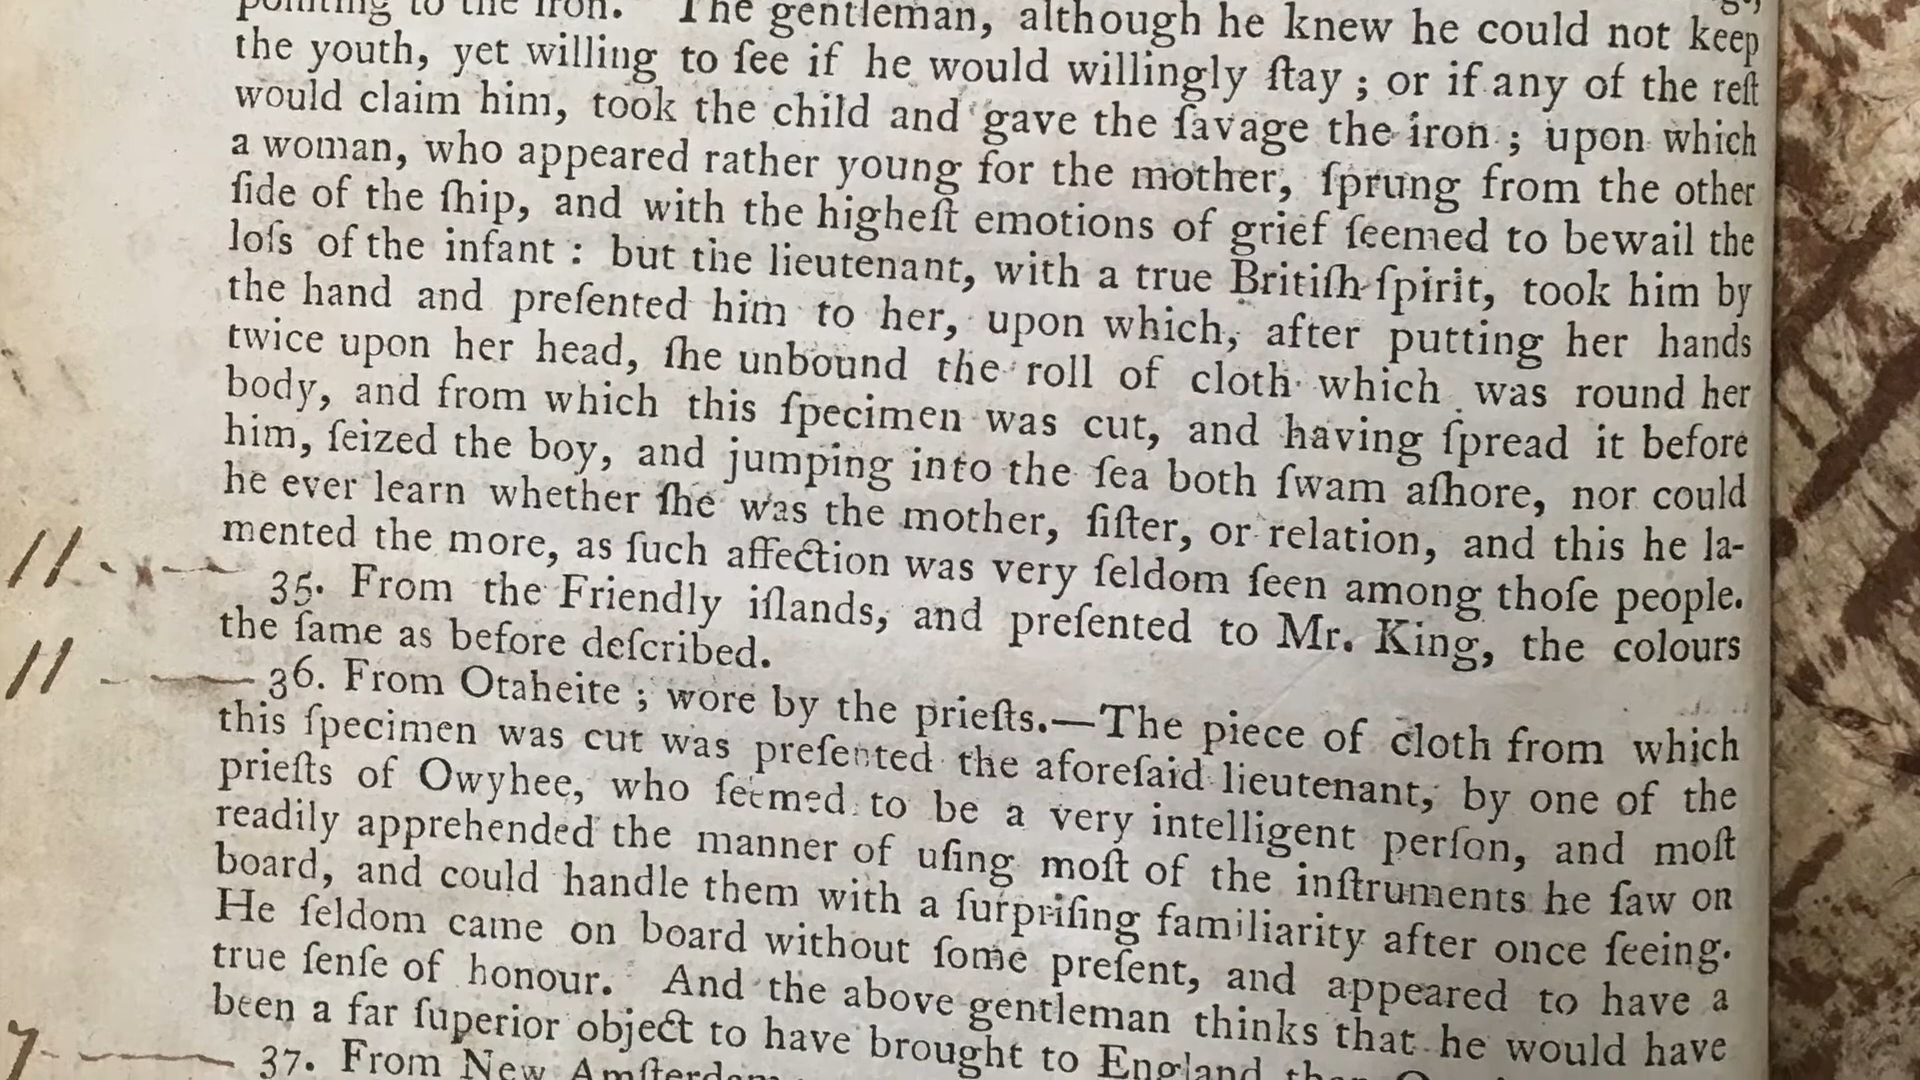 pointing to the iron. The gentleman, although he knew he could not keep
the youth, yet willing to ſee if he would willingly ſtay ; or if any of the reſt
would claim him, took the child and gave the ſavage the iron ; upon which
a woman, who appeared rather young for the mother, ſprung from the other
ſide of the ſhip, and with the higheſt emotions of grief ſeemed to bewail the
loſs of the infant : but the lieutenant, with a true Britiſh ſpirit, took him by
the hand and preſented him to her, upon which, after putting her hands
twice upon her head, ſhe unbound the roll of cloth which was round her
body, and from which this ſpecimen was cut, and having ſpread it before
him, ſeized the boy, and jumping into the ſea both ſwam aſhore, nor could
he ever learn whether ſhe was the mother, ſiſter, or relation, and this he la-
mented the more, as ſuch affection was very ſeldom ſeen among thoſe people.
11 35. From the Friendly iſlands, and preſented to Mr. King, the colours
the ſame as before deſcribed.
11 36. From Otaheite ; wore by the prieſts.—The piece of cloth from which
this ſpecimen was cut was preſented the aforeſaid lieutenant, by one of the
prieſts of Owyhee, who ſeemed to be a very intelligent perſon, and moſt
readily apprehended the manner of uſing moſt of the inſtruments he ſaw on
board, and could handle them with a ſurpriſing familiarity after once ſeeing.
He ſeldom came on board without ſome preſent, and appeared to have a
true ſenſe of honour. And the above gentleman thinks that he would have
been a far ſuperior object to have brought to England
7 37. From New Amſterdam